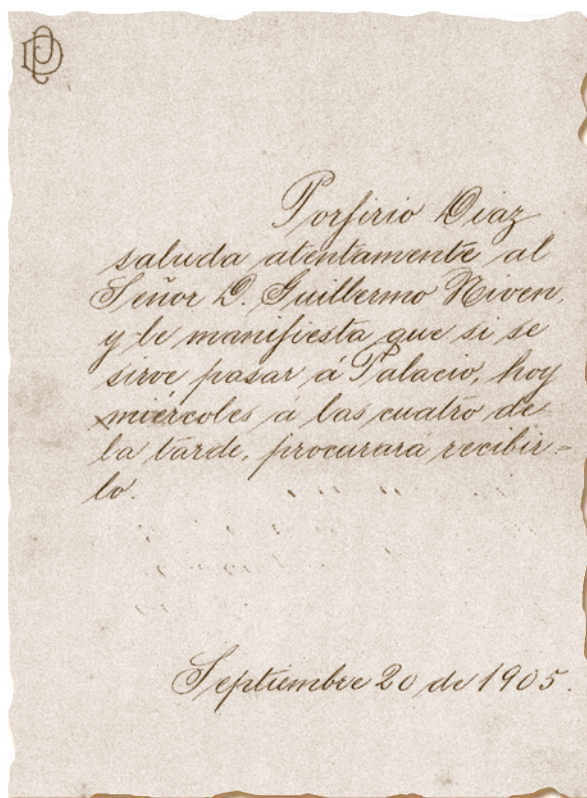 PD
Porfirio Diaz
saluda atentamente al
Señor D. Guillermo Niven,
y le manifiesta que si se
sirve pasar á Palacio, hoy
miércoles á las cuatro de
la tarde, procurará recibir=
lo.
Septiembre 20 de 1905.